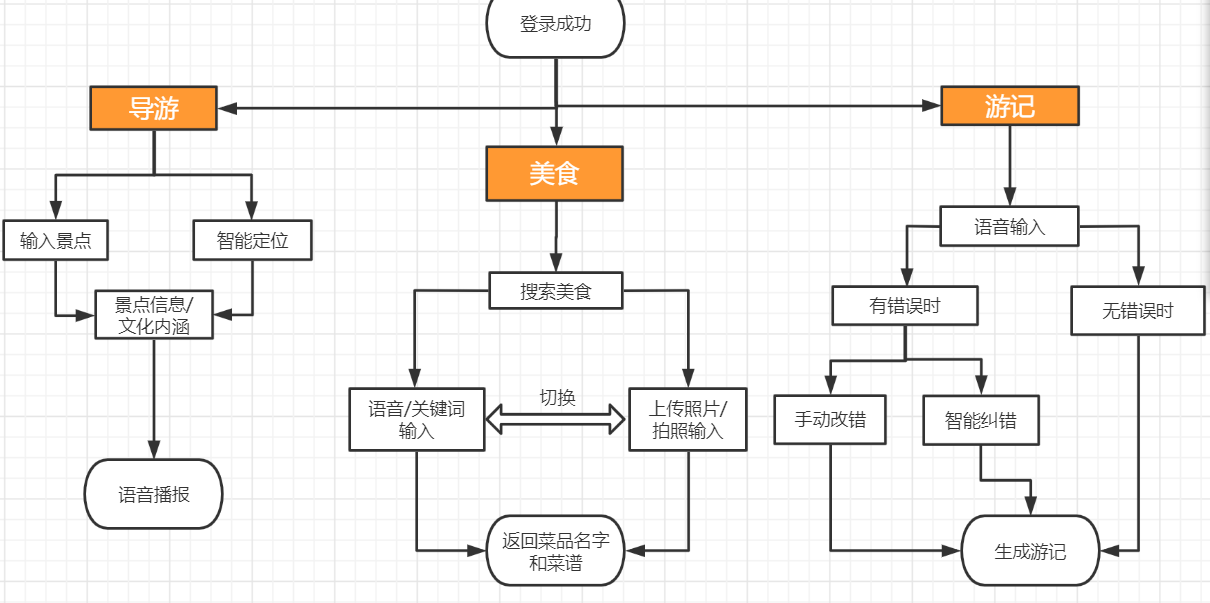 登录成功
导游
游记
美食
输入景点
智能定位
语音输入
景点信息/
文化内涵
搜索美食
有错误时
无错误时
语音/关键词
输入
切换
上传照片/
拍照输入
手动改错
智能纠错
语音播报
返回菜品名字
和菜谱
生成游记